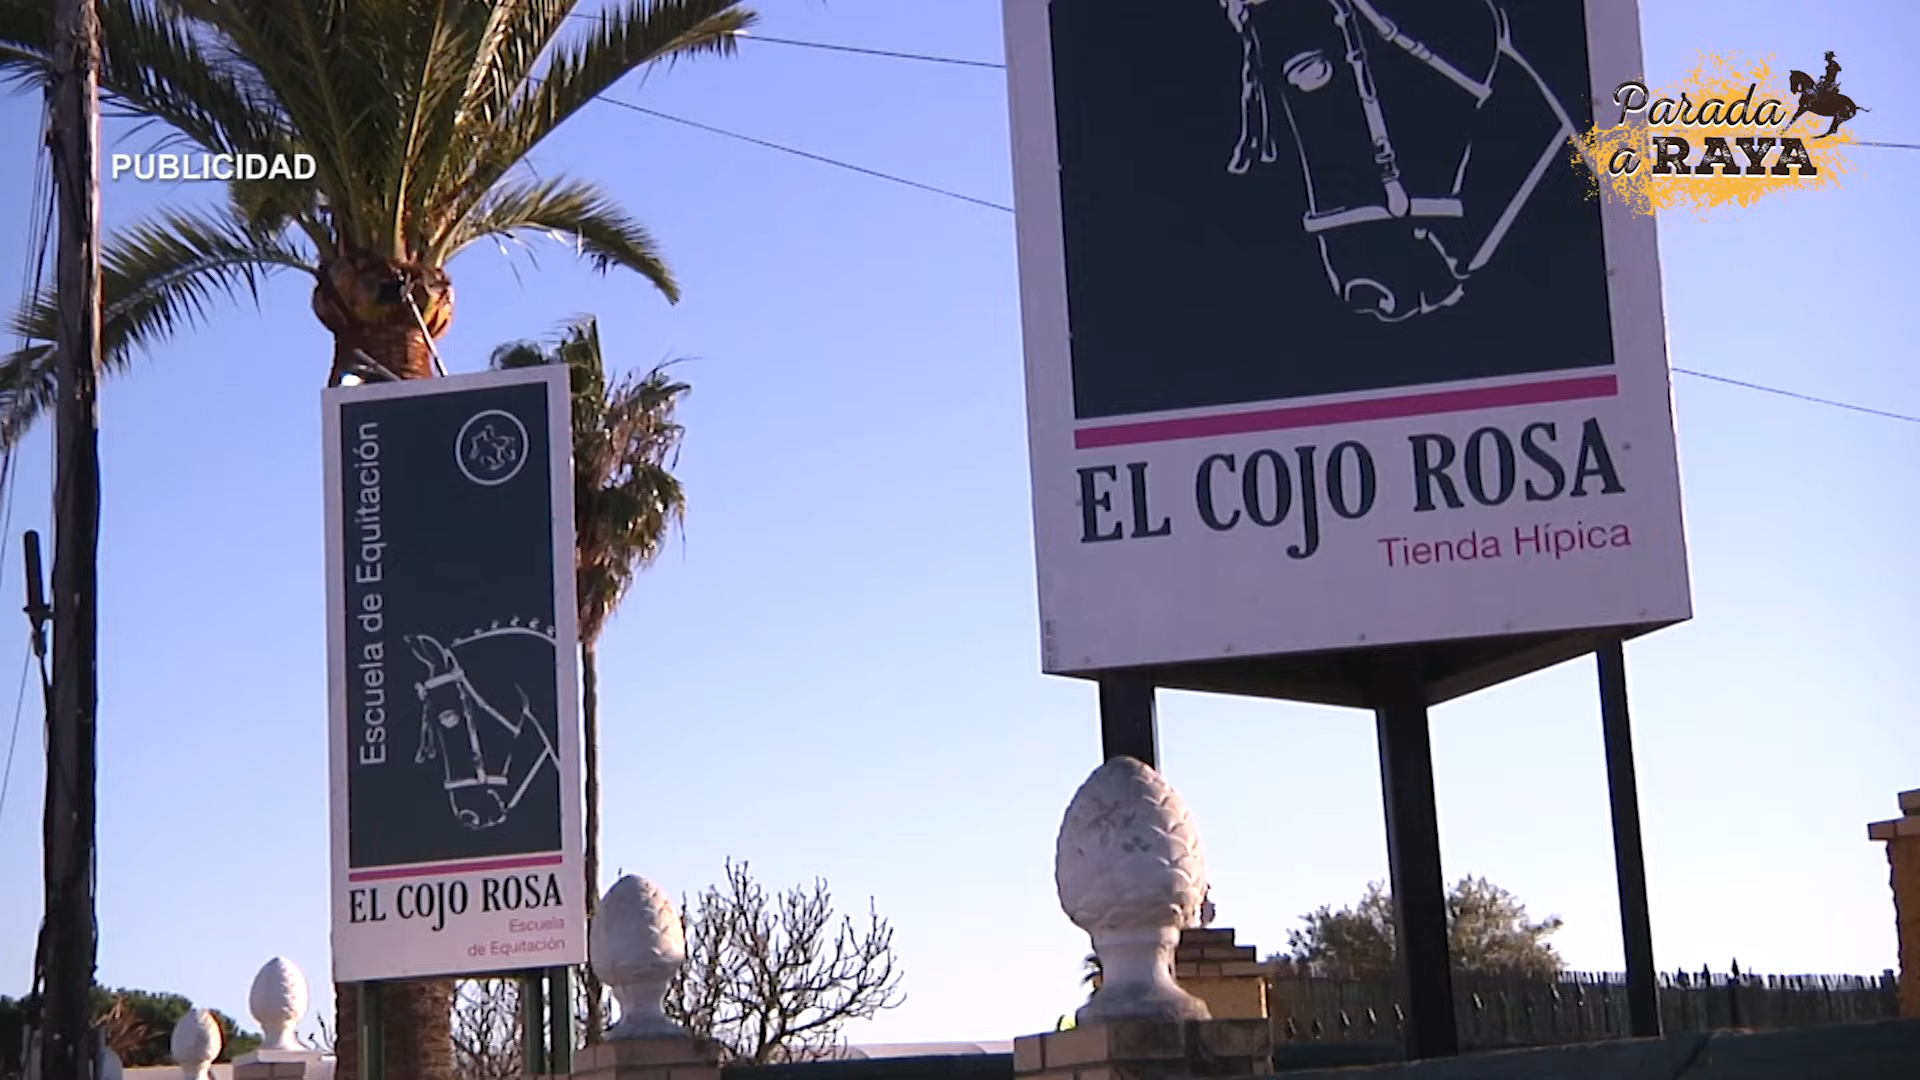 PUBLICIDAD
Parada
a RAYA
Escuela de Equitación
EL COJO ROSA
Escuela
de Equitación
EL COJO ROSA
Tienda Hípica